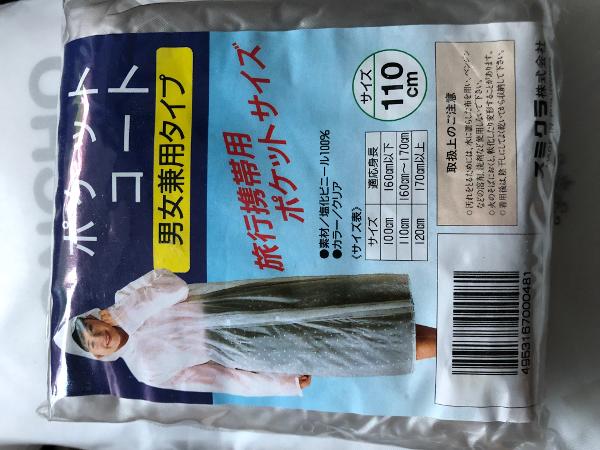 ポケット
コート
男女兼用タイプ
旅行携帯用
ポケットサイズ
サイズ
110cm
●素材／塩化ビニール100%
●カラー／クリア
〈サイズ表〉
サイズ 適応身長
100cm 160cm以下
110cm 160cm〜170cm
120cm 170cm以上
取扱上のご注意
スミクラ株式会社
4953167000481